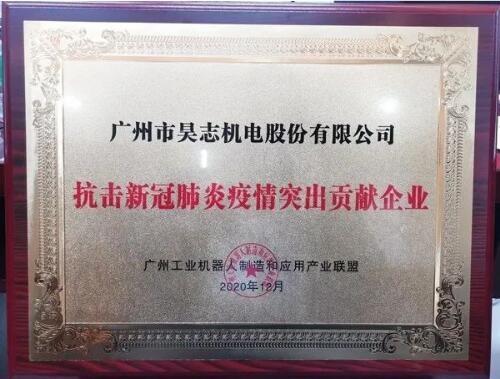 广州市昊志机电股份有限公司
抗击新冠肺炎疫情突出贡献企业
广州工业机器人制造和应用产业联盟
2020年12月